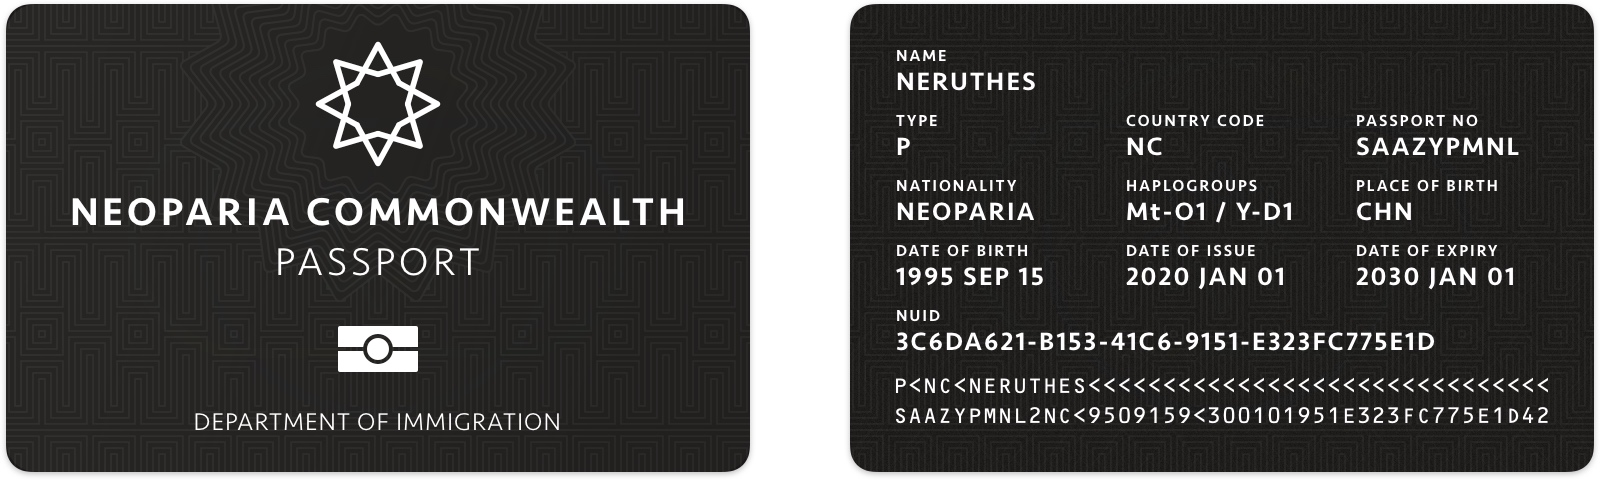 NEOPARIA COMMONWEALTH
PASSPORT
DEPARTMENT OF IMMIGRATION
NAME
NERUTHES
TYPE COUNTRY CODE PASSPORT NO
P NC SAAZYPMNL
NATIONALITY HAPLOGROUPS PLACE OF BIRTH
NEOPARIA Mt-O1 / Y-D1 CHN
DATE OF BIRTH DATE OF ISSUE DATE OF EXPIRY
1995 SEP 15 2020 JAN 01 2030 JAN 01
NUID
3C6DA621-B153-41C6-9151-E323FC775E1D
P<NC<NERUTHES<<<<<<<<<<<<<<<<<<<<<<<<<<<<<<<
SAAZYPMNL2NC<9509159<300101951E323FC775E1D42